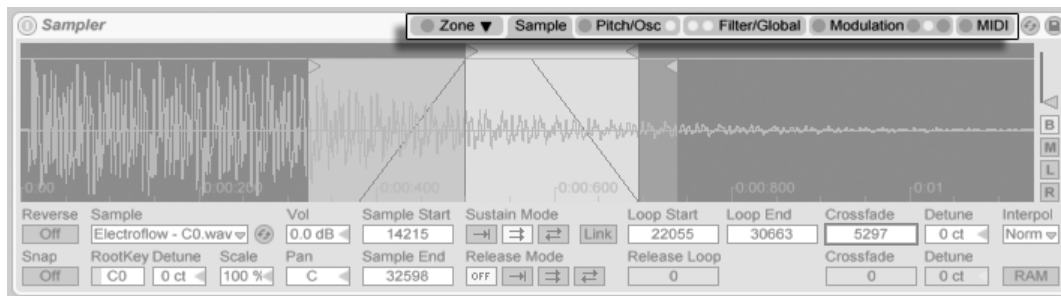 Sampler Zone Sample Pitch/Osc Filter/Global Modulation MIDI
B
M
L
R
0:00 0:00:200 0:00:400 0:00:600 0:00:800 0:01
Reverse Sample Vol Sample Start Sustain Mode Loop Start Loop End Crossfade Detune Interpol
Off Electroflow - C0.wav 0.0 dB 14215 Link 22055 30663 5297 0 ct Norm
Snap RootKey Detune Scale Pan Sample End Release Mode Release Loop Crossfade Detune
Off C0 0 ct 100 % C 32598 OFF 0 0 0 ct RAM